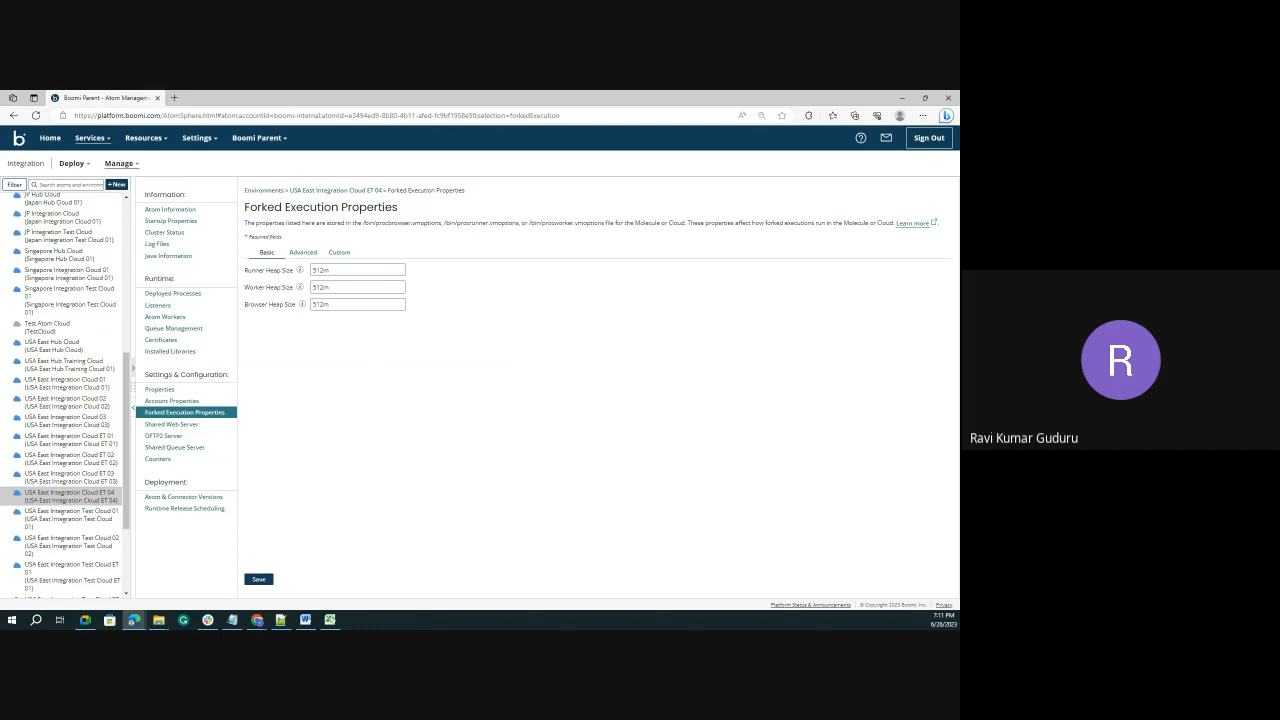 Boomi Parent - Atom Managem
https://platform.boomi.com/AtomSphere.html#atom;accountId=boomi-internal;atomId=e3494ed9-8b80-4b11-afed-fc9bf1958e50;selection=forkedExecution
b Home Services Resources Settings Boomi Parent Sign Out
Integration Deploy Manage
Filter Search atoms and environm + New
JP Hub Cloud
(Japan Hub Cloud 01)
JP Integration Cloud
(Japan Integration Cloud 01)
JP Integration Test Cloud
(Japan Integration Test Cloud 01)
Singapore Hub Cloud
(Singapore Hub Cloud 01)
Singapore Integration Cloud 01
(Singapore Integration Cloud 01)
Singapore Integration Test Cloud
01
(Singapore Integration Test Cloud
01)
Test Atom Cloud
(TestCloud)
USA East Hub Cloud
(USA East Hub Cloud)
USA East Hub Training Cloud
(USA East Hub Training Cloud 01)
USA East Integration Cloud 01
(USA East Integration Cloud 01)
USA East Integration Cloud 02
(USA East Integration Cloud 02)
USA East Integration Cloud 03
(USA East Integration Cloud 03)
USA East Integration Cloud ET 01
(USA East Integration Cloud ET 01)
USA East Integration Cloud ET 02
(USA East Integration Cloud ET 02)
USA East Integration Cloud ET 03
(USA East Integration Cloud ET 03)
USA East Integration Cloud ET 04
(USA East Integration Cloud ET 04)
USA East Integration Test Cloud 01
(USA East Integration Test Cloud
01)
USA East Integration Test Cloud 02
(USA East Integration Test Cloud
02)
USA East Integration Test Cloud ET
01
(USA East Integration Test Cloud ET
01)
Information:
Atom Information
Startup Properties
Cluster Status
Log Files
Java Information
Runtime:
Deployed Processes
Listeners
Atom Workers
Queue Management
Certificates
Installed Libraries
Settings & Configuration:
Properties
Account Properties
Forked Execution Properties
Shared Web Server
OFTP2 Server
Shared Queue Server
Counters
Deployment:
Atom & Connector Versions
Runtime Release Scheduling
Environments » USA East Integration Cloud ET 04 » Forked Execution Properties
Forked Execution Properties
The properties listed here are stored in the /bin/procbrowser.vmoptions, /bin/procrunner.vmoptions, or /bin/procworker.vmoptions file for the Molecule or Cloud. These properties affect how forked executions run in the Molecule or Cloud. Learn more.
* Required fields
Basic Advanced Custom
Runner Heap Size 512m
Worker Heap Size 512m
Browser Heap Size 512m
Save
Platform Status & Announcements | © Copyright 2023 Boomi, Inc. | Privacy
7:11 PM
6/26/2023
R
Ravi Kumar Guduru